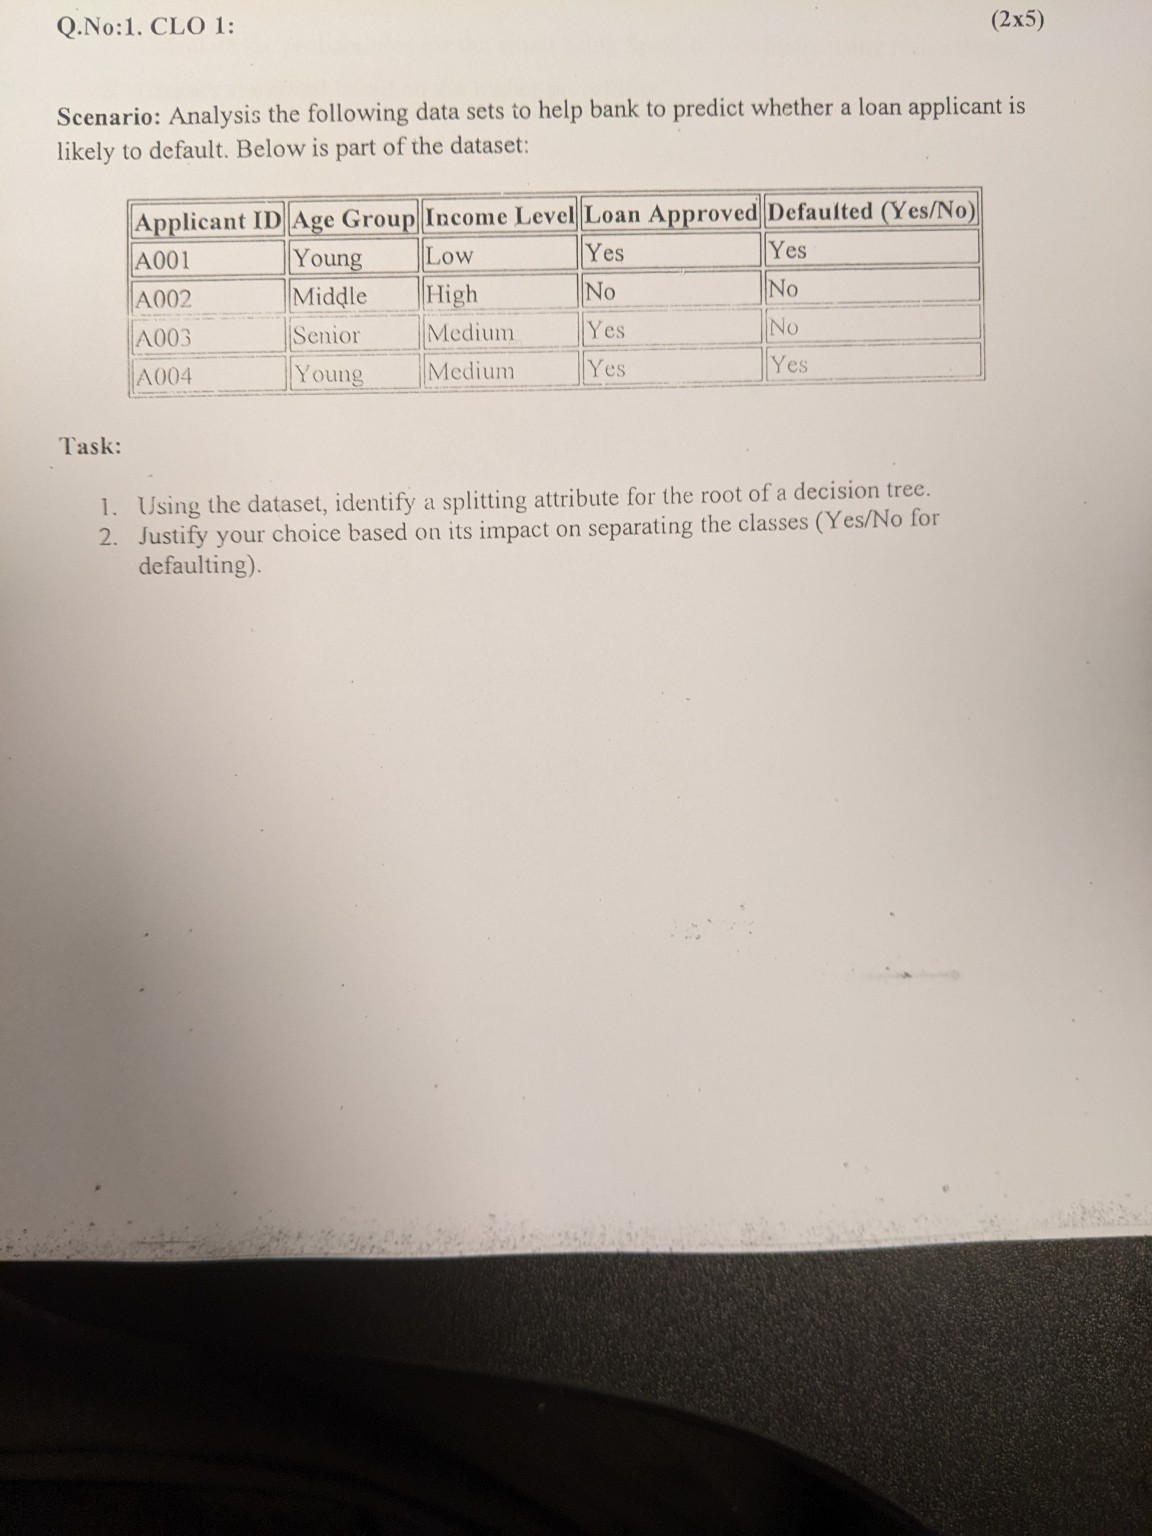 Q.No:1. CLO 1: (2x5)
Scenario: Analysis the following data sets to help bank to predict whether a loan applicant is
likely to default. Below is part of the dataset:
Applicant ID Age Group Income Level Loan Approved Defaulted (Yes/No)
A001 Young Low Yes Yes
A002 Middle High No No
A003 Senior Medium Yes No
A004 Young Medium Yes Yes
Task:
1. Using the dataset, identify a splitting attribute for the root of a decision tree.
2. Justify your choice based on its impact on separating the classes (Yes/No for
defaulting).